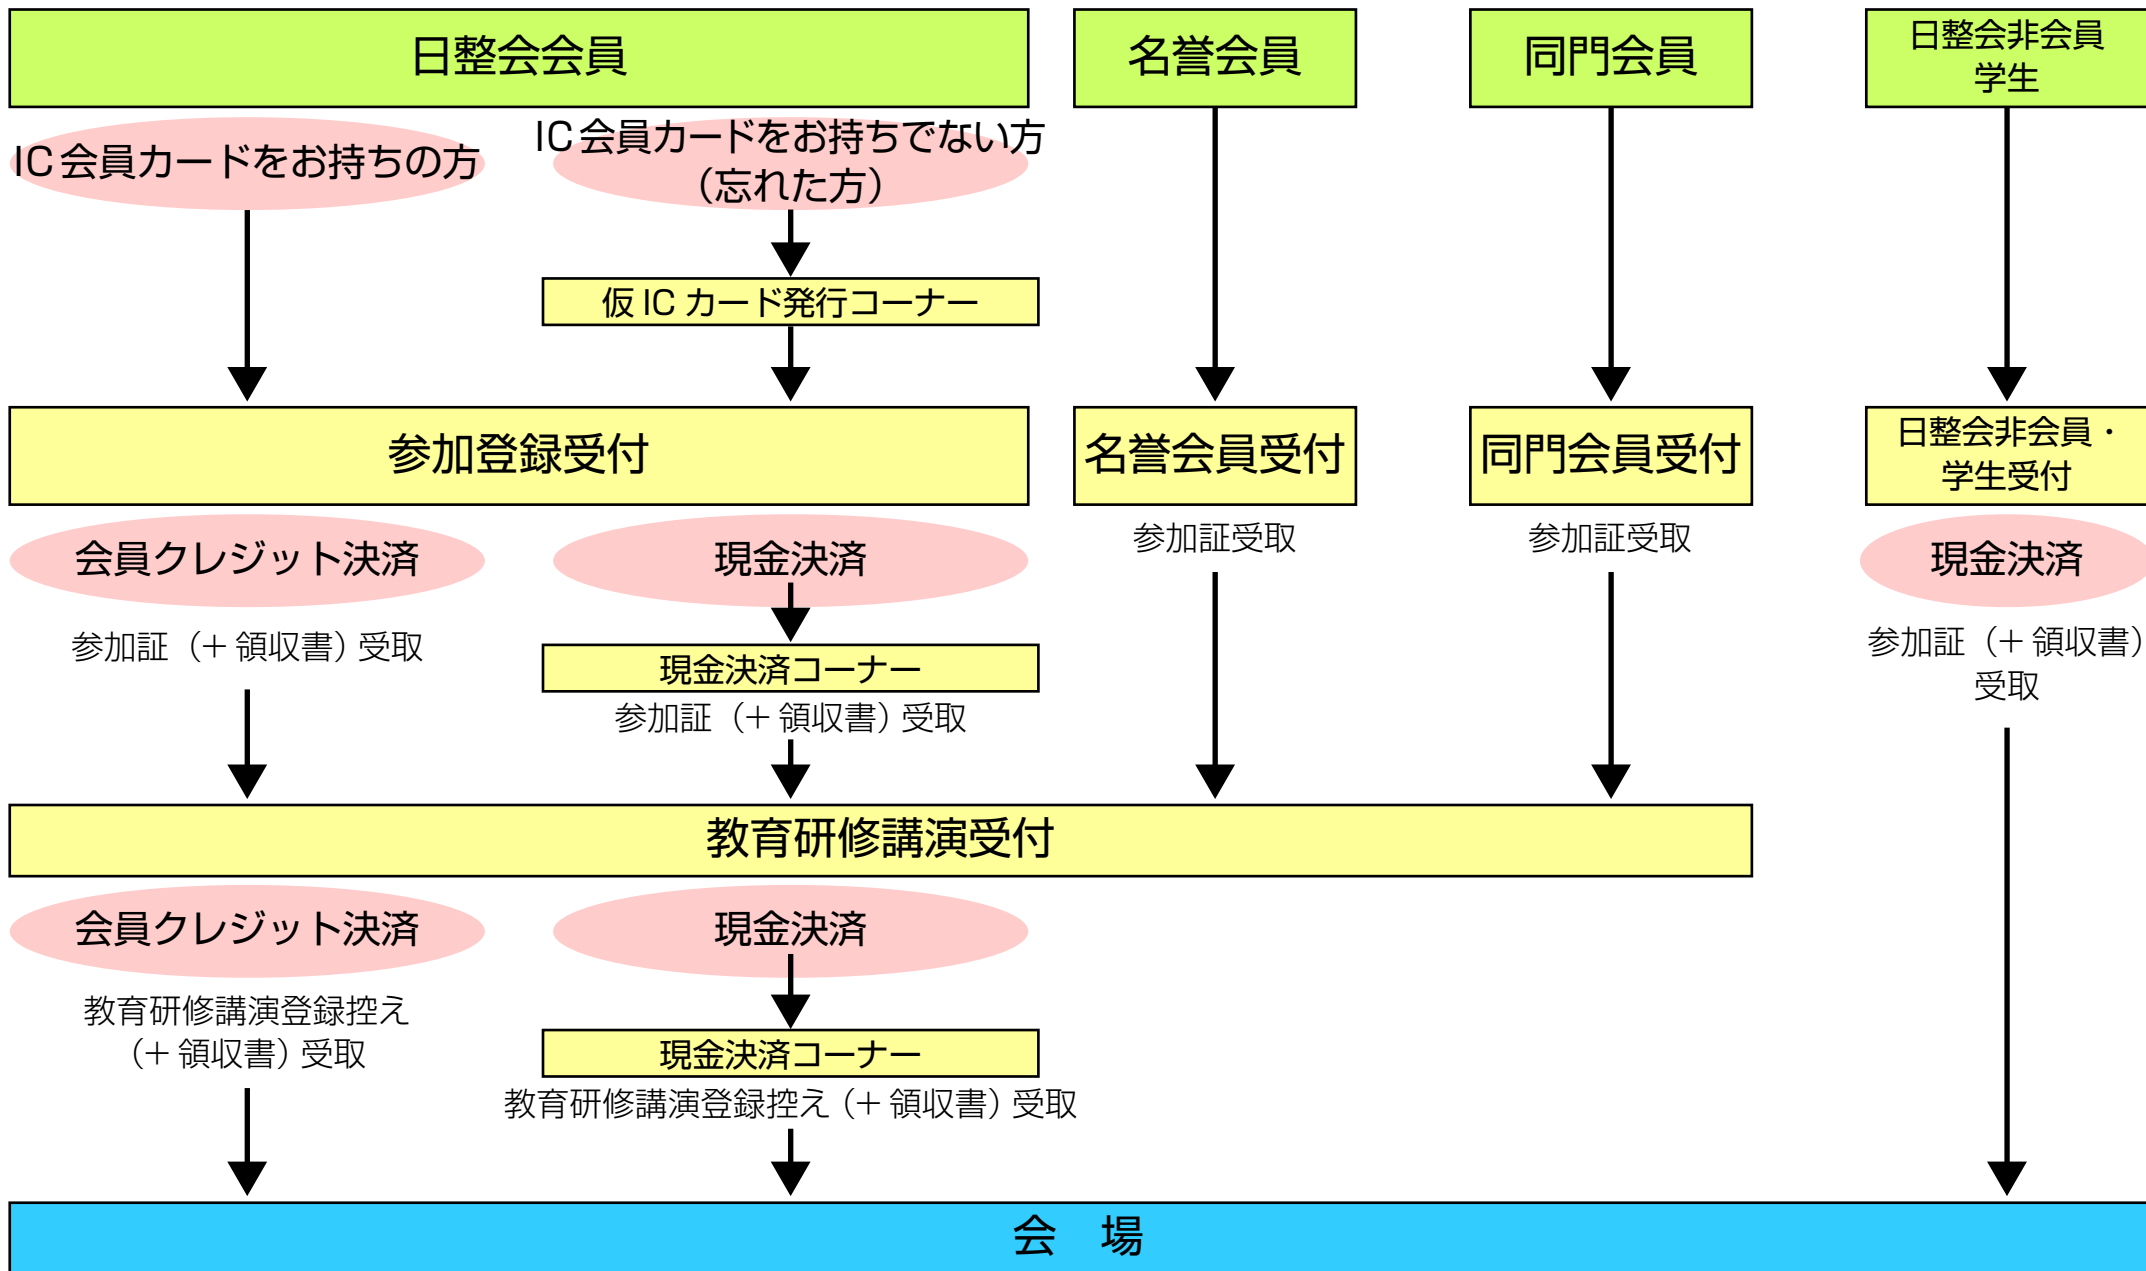 日整会会員
名誉会員
同門会員
日整会非会員
学生
IC会員カードをお持ちの方
IC会員カードをお持ちでない方
（忘れた方）
仮ICカード発行コーナー
参加登録受付
名誉会員受付
同門会員受付
日整会非会員・
学生受付
会員クレジット決済
現金決済
参加証受取
参加証受取
現金決済
参加証（＋領収書）受取
現金決済コーナー
参加証（＋領収書）受取
参加証（＋領収書）
受取
教育研修講演受付
会員クレジット決済
現金決済
教育研修講演登録控え
（＋領収書）受取
現金決済コーナー
教育研修講演登録控え（＋領収書）受取
会　場